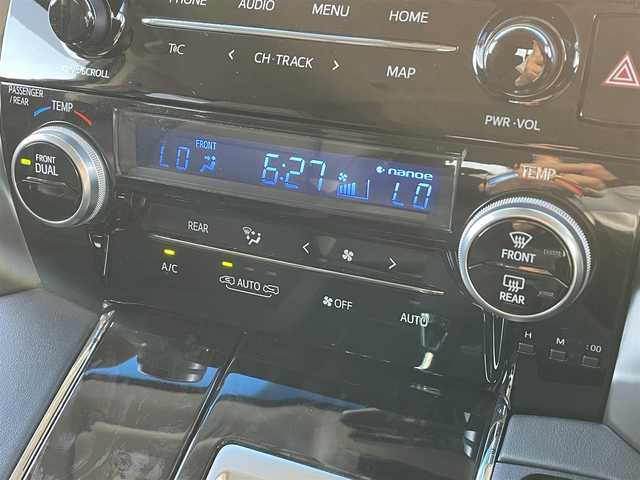 PHONE AUDIO MENU HOME
CH·TRACK MAP
PWR·VOL
PASSENGER
/ REAR
TEMP
FRONT
DUAL
LO FRONT 6:27 nanoe LO
TEMP
FRONT
REAR
REAR
A/C
AUTO
OFF
AUTO
H M :00